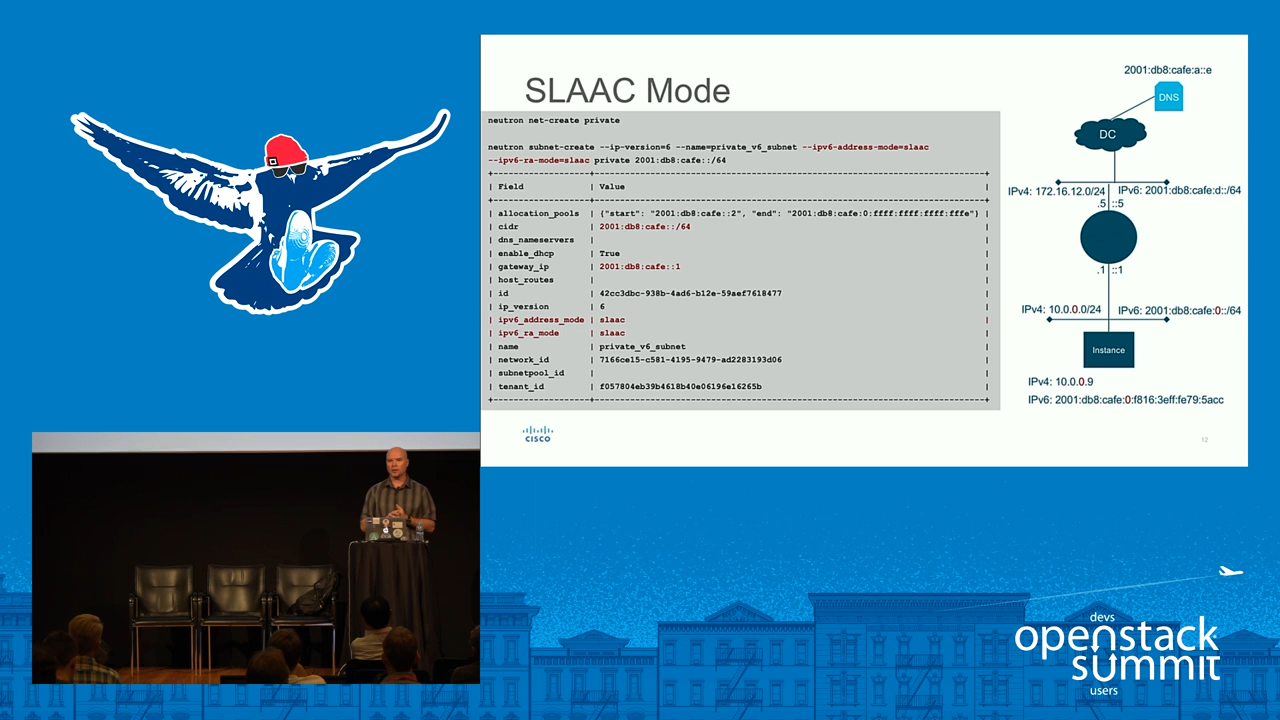 SLAAC Mode
neutron net-create private
neutron subnet-create --ip-version=6 --name=private_v6_subnet --ipv6-address-mode=slaac
--ipv6-ra-mode=slaac private 2001:db8:cafe::/64
| Field | Value |
| allocation_pools | {"start": "2001:db8:cafe::2", "end": "2001:db8:cafe:0:ffff:ffff:ffff:fffe"} |
| cidr | 2001:db8:cafe::/64 |
| dns_nameservers | |
| enable_dhcp | True |
| gateway_ip | 2001:db8:cafe::1 |
| host_routes | |
| id | 42cc3dbc-938b-4ad6-b12e-59aef7618477 |
| ip_version | 6 |
| ipv6_address_mode | slaac |
| ipv6_ra_mode | slaac |
| name | private_v6_subnet |
| network_id | 7166ce15-c581-4195-9479-ad2283193d06 |
| subnetpool_id | |
| tenant_id | f057804eb39b4618b40e06196e16265b |
2001:db8:cafe:a::e
DNS
DC
IPv4: 172.16.12.0/24 IPv6: 2001:db8:cafe:d::/64
.5 ::5
.1 ::1
IPv4: 10.0.0.0/24 IPv6: 2001:db8:cafe:0::/64
Instance
IPv4: 10.0.0.9
IPv6: 2001:db8:cafe:0:f816:3eff:fe79:5acc
CISCO
12
devs
openstack
summit
users